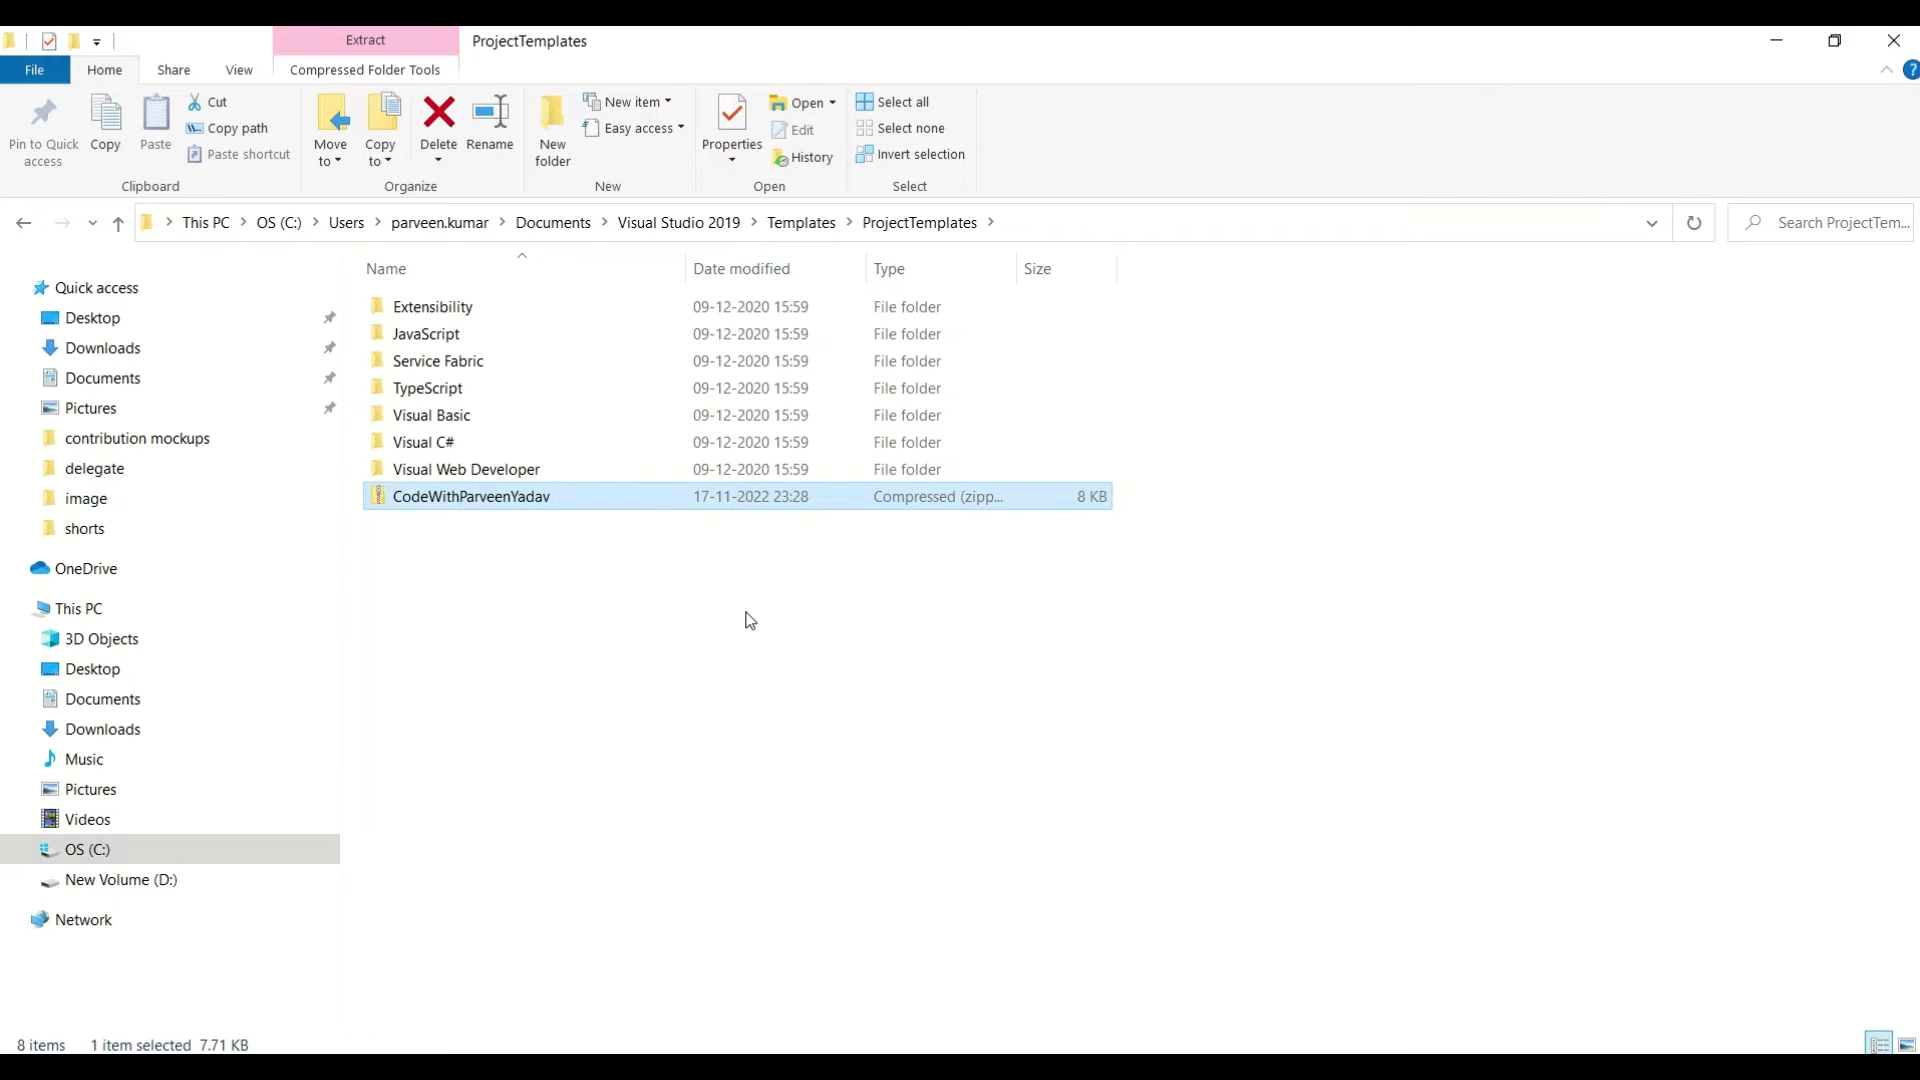 Extract
ProjectTemplates
File
Home
Share
View
Compressed Folder Tools
?
Pin to Quick access
Copy
Paste
Cut
Copy path
Paste shortcut
Clipboard
Move to
Copy to
Delete
Rename
Organize
New folder
New item
Easy access
New
Properties
Open
Edit
History
Open
Select all
Select none
Invert selection
Select
This PC > OS (C:) > Users > parveen.kumar > Documents > Visual Studio 2019 > Templates > ProjectTemplates >
Search ProjectTem...
Name Date modified Type Size
Quick access
Desktop
Downloads
Documents
Pictures
contribution mockups
delegate
image
shorts
OneDrive
This PC
3D Objects
Desktop
Documents
Downloads
Music
Pictures
Videos
OS (C:)
New Volume (D:)
Network
Extensibility 09-12-2020 15:59 File folder
JavaScript 09-12-2020 15:59 File folder
Service Fabric 09-12-2020 15:59 File folder
TypeScript 09-12-2020 15:59 File folder
Visual Basic 09-12-2020 15:59 File folder
Visual C# 09-12-2020 15:59 File folder
Visual Web Developer 09-12-2020 15:59 File folder
CodeWithParveenYadav 17-11-2022 23:28 Compressed (zipp... 8 KB
8 items 1 item selected 7.71 KB